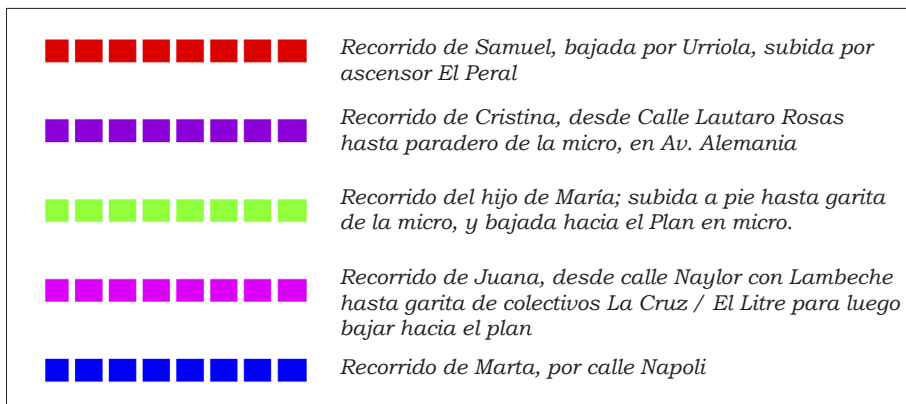 Recorrido de Samuel, bajada por Urriola, subida por
ascensor El Peral
Recorrido de Cristina, desde Calle Lautaro Rosas
hasta paradero de la micro, en Av. Alemania
Recorrido del hijo de María; subida a pie hasta garita
de la micro, y bajada hacia el Plan en micro.
Recorrido de Juana, desde calle Naylor con Lambeche
hasta garita de colectivos La Cruz / El Litre para luego
bajar hacia el plan
Recorrido de Marta, por calle Napoli